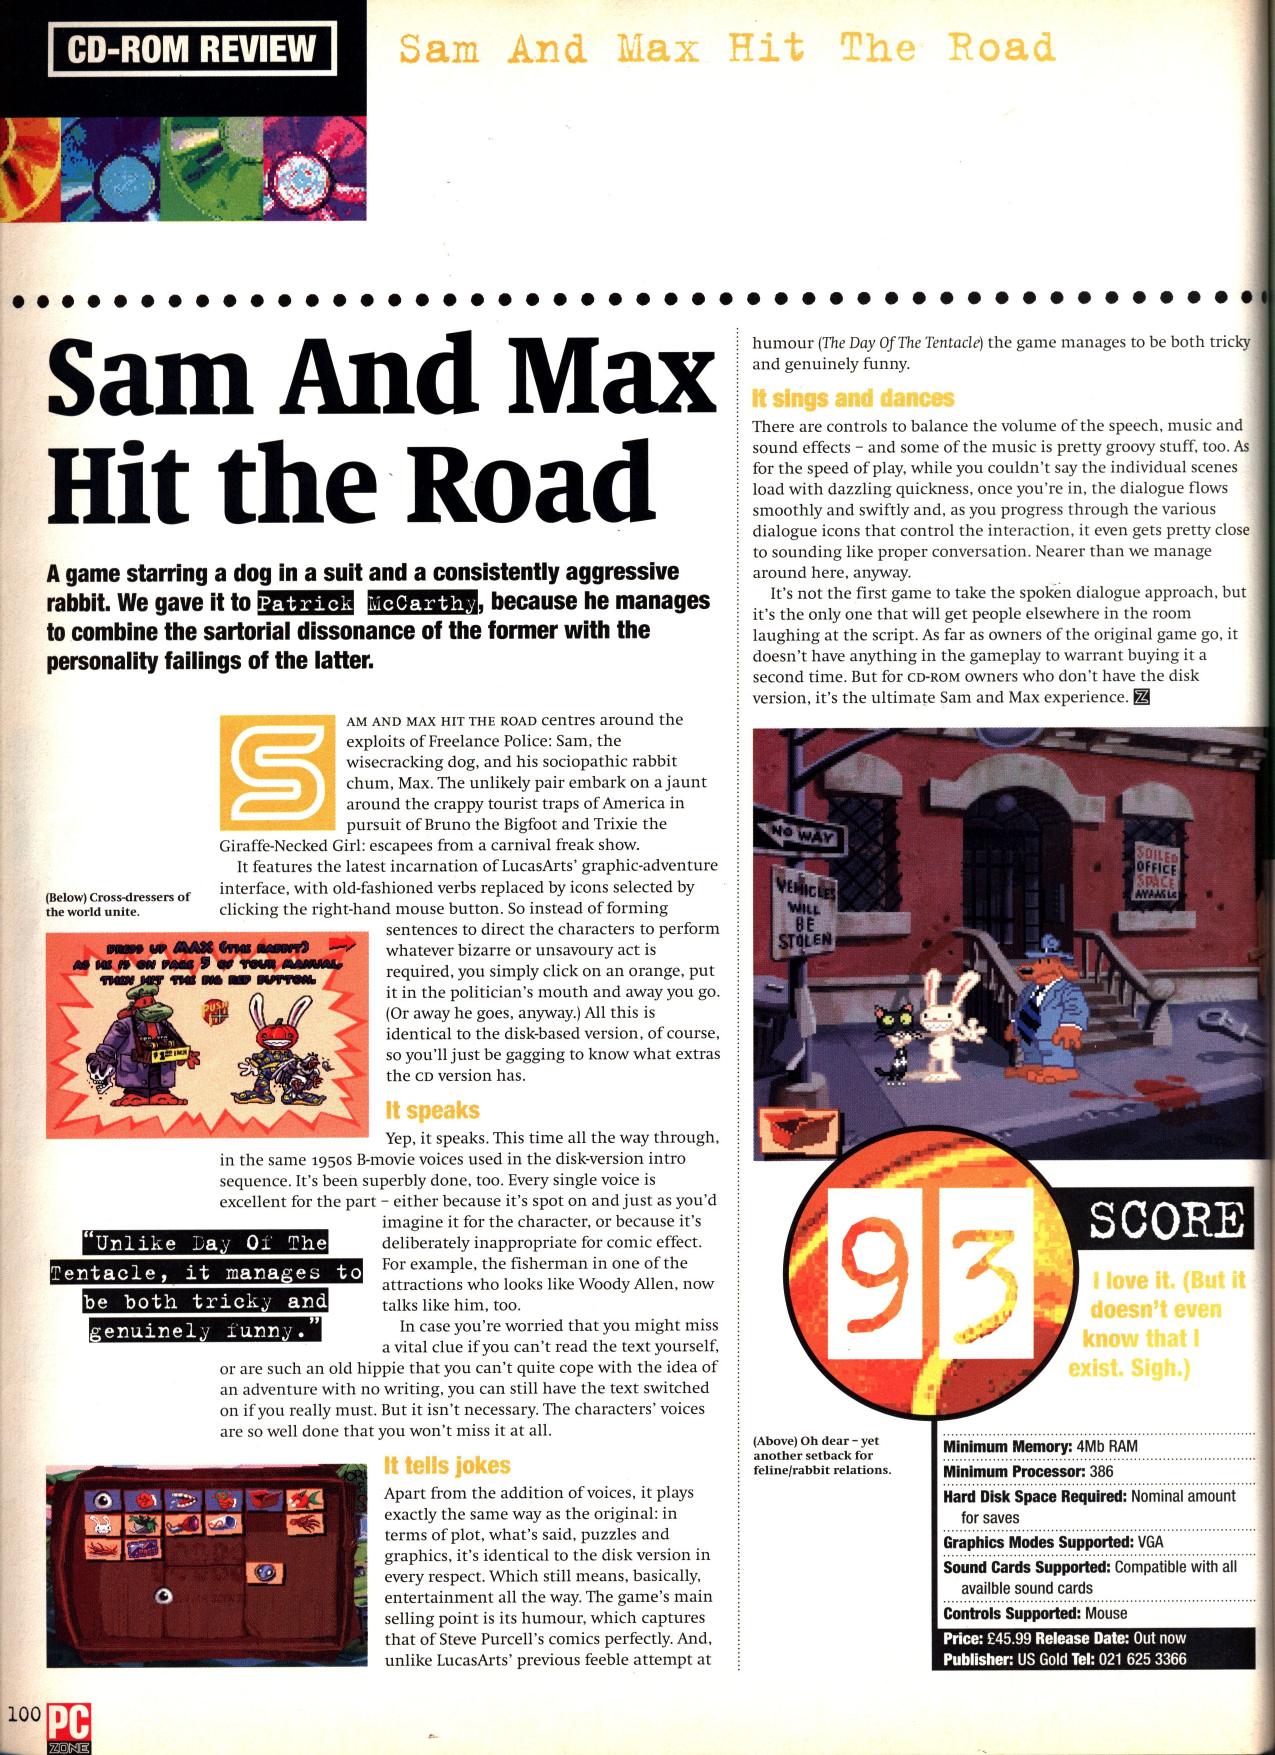 CD-ROM REVIEW
Sam And Max Hit The Road
Sam And Max
Hit the Road
A game starring a dog in a suit and a consistently aggressive
rabbit. We gave it to Patrick McCarthy, because he manages
to combine the sartorial dissonance of the former with the
personality failings of the latter.
SAM AND MAX HIT THE ROAD centres around the
exploits of Freelance Police: Sam, the
wisecracking dog, and his sociopathic rabbit
chum, Max. The unlikely pair embark on a jaunt
around the crappy tourist traps of America in
pursuit of Bruno the Bigfoot and Trixie the
Giraffe-Necked Girl: escapees from a carnival freak show.
It features the latest incarnation of LucasArts' graphic-adventure
interface, with old-fashioned verbs replaced by icons selected by
clicking the right-hand mouse button. So instead of forming
sentences to direct the characters to perform
whatever bizarre or unsavoury act is
required, you simply click on an orange, put
it in the politician's mouth and away you go.
(Or away he goes, anyway.) All this is
identical to the disk-based version, of course,
so you'll just be gagging to know what extras
the CD version has.
(Below) Cross-dressers of
the world unite.
DRESS UP MAX (THE RABBIT)
AS HE IS ON PAGE 5 OF YOUR MANUAL,
THEN HIT THE BIG RED BUTTON.
PUSH IT
It speaks
Yep, it speaks. This time all the way through,
in the same 1950s B-movie voices used in the disk-version intro
sequence. It's been superbly done, too. Every single voice is
excellent for the part – either because it's spot on and just as you'd
imagine it for the character, or because it's
deliberately inappropriate for comic effect.
For example, the fisherman in one of the
attractions who looks like Woody Allen, now
talks like him, too.
In case you're worried that you might miss
a vital clue if you can't read the text yourself,
or are such an old hippie that you can't quite cope with the idea of
an adventure with no writing, you can still have the text switched
on if you really must. But it isn't necessary. The characters' voices
are so well done that you won't miss it at all.
"Unlike Day Of The
Tentacle, it manages to
be both tricky and
genuinely funny."
It tells jokes
Apart from the addition of voices, it plays
exactly the same way as the original: in
terms of plot, what's said, puzzles and
graphics, it's identical to the disk version in
every respect. Which still means, basically,
entertainment all the way. The game's main
selling point is its humour, which captures
that of Steve Purcell's comics perfectly. And,
unlike LucasArts' previous feeble attempt at
humour (The Day Of The Tentacle) the game manages to be both tricky
and genuinely funny.
It sings and dances
There are controls to balance the volume of the speech, music and
sound effects – and some of the music is pretty groovy stuff, too. As
for the speed of play, while you couldn't say the individual scenes
load with dazzling quickness, once you're in, the dialogue flows
smoothly and swiftly and, as you progress through the various
dialogue icons that control the interaction, it even gets pretty close
to sounding like proper conversation. Nearer than we manage
around here, anyway.
It's not the first game to take the spoken dialogue approach, but
it's the only one that will get people elsewhere in the room
laughing at the script. As far as owners of the original game go, it
doesn't have anything in the gameplay to warrant buying it a
second time. But for CD-ROM owners who don't have the disk
version, it's the ultimate Sam and Max experience. Z
NO WAY
VEHICLES
WILL
BE
STOLEN
SOILED
OFFICE
SPACE
93
SCORE
I love it. (But it
doesn't even
know that I
exist. Sigh.)
(Above) Oh dear – yet
another setback for
feline/rabbit relations.
Minimum Memory: 4Mb RAM
Minimum Processor: 386
Hard Disk Space Required: Nominal amount
for saves
Graphics Modes Supported: VGA
Sound Cards Supported: Compatible with all
availble sound cards
Controls Supported: Mouse
Price: £45.99 Release Date: Out now
Publisher: US Gold Tel: 021 625 3366
100 PC
ZONE